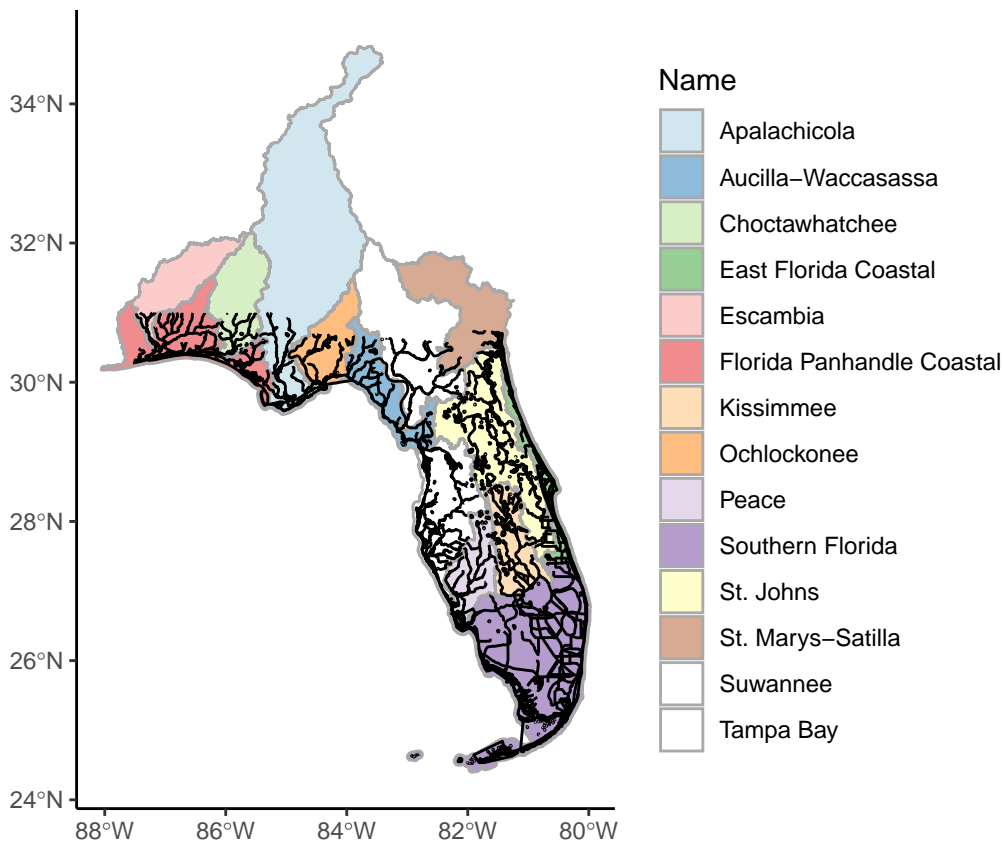 34°N
32°N
30°N
28°N
26°N
24°N
88°W 86°W 84°W 82°W 80°W
Name
Apalachicola
Aucilla−Waccasassa
Choctawhatchee
East Florida Coastal
Escambia
Florida Panhandle Coastal
Kissimmee
Ochlockonee
Peace
Southern Florida
St. Johns
St. Marys−Satilla
Suwannee
Tampa Bay